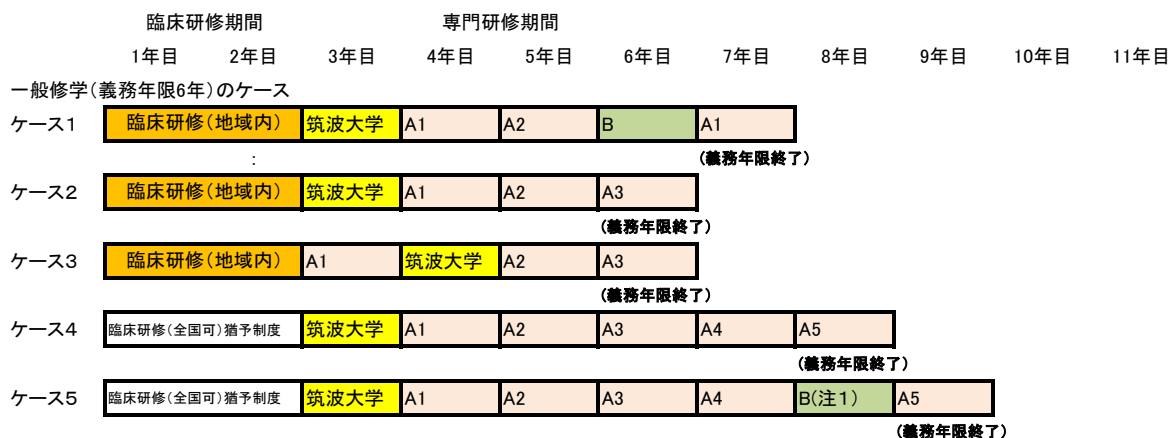 臨床研修期間 専門研修期間
1年目 2年目 3年目 4年目 5年目 6年目 7年目 8年目 9年目 10年目 11年目
一般修学(義務年限6年)のケース
ケース1 臨床研修(地域内) 筑波大学 A1 A2 B A1
(義務年限終了)
:
ケース2 臨床研修(地域内) 筑波大学 A1 A2 A3
(義務年限終了)
ケース3 臨床研修(地域内) A1 筑波大学 A2 A3
(義務年限終了)
ケース4 臨床研修(全国可)猶予制度 筑波大学 A1 A2 A3 A4 A5
(義務年限終了)
ケース5 臨床研修(全国可)猶予制度 筑波大学 A1 A2 A3 A4 B(注1) A5
(義務年限終了)